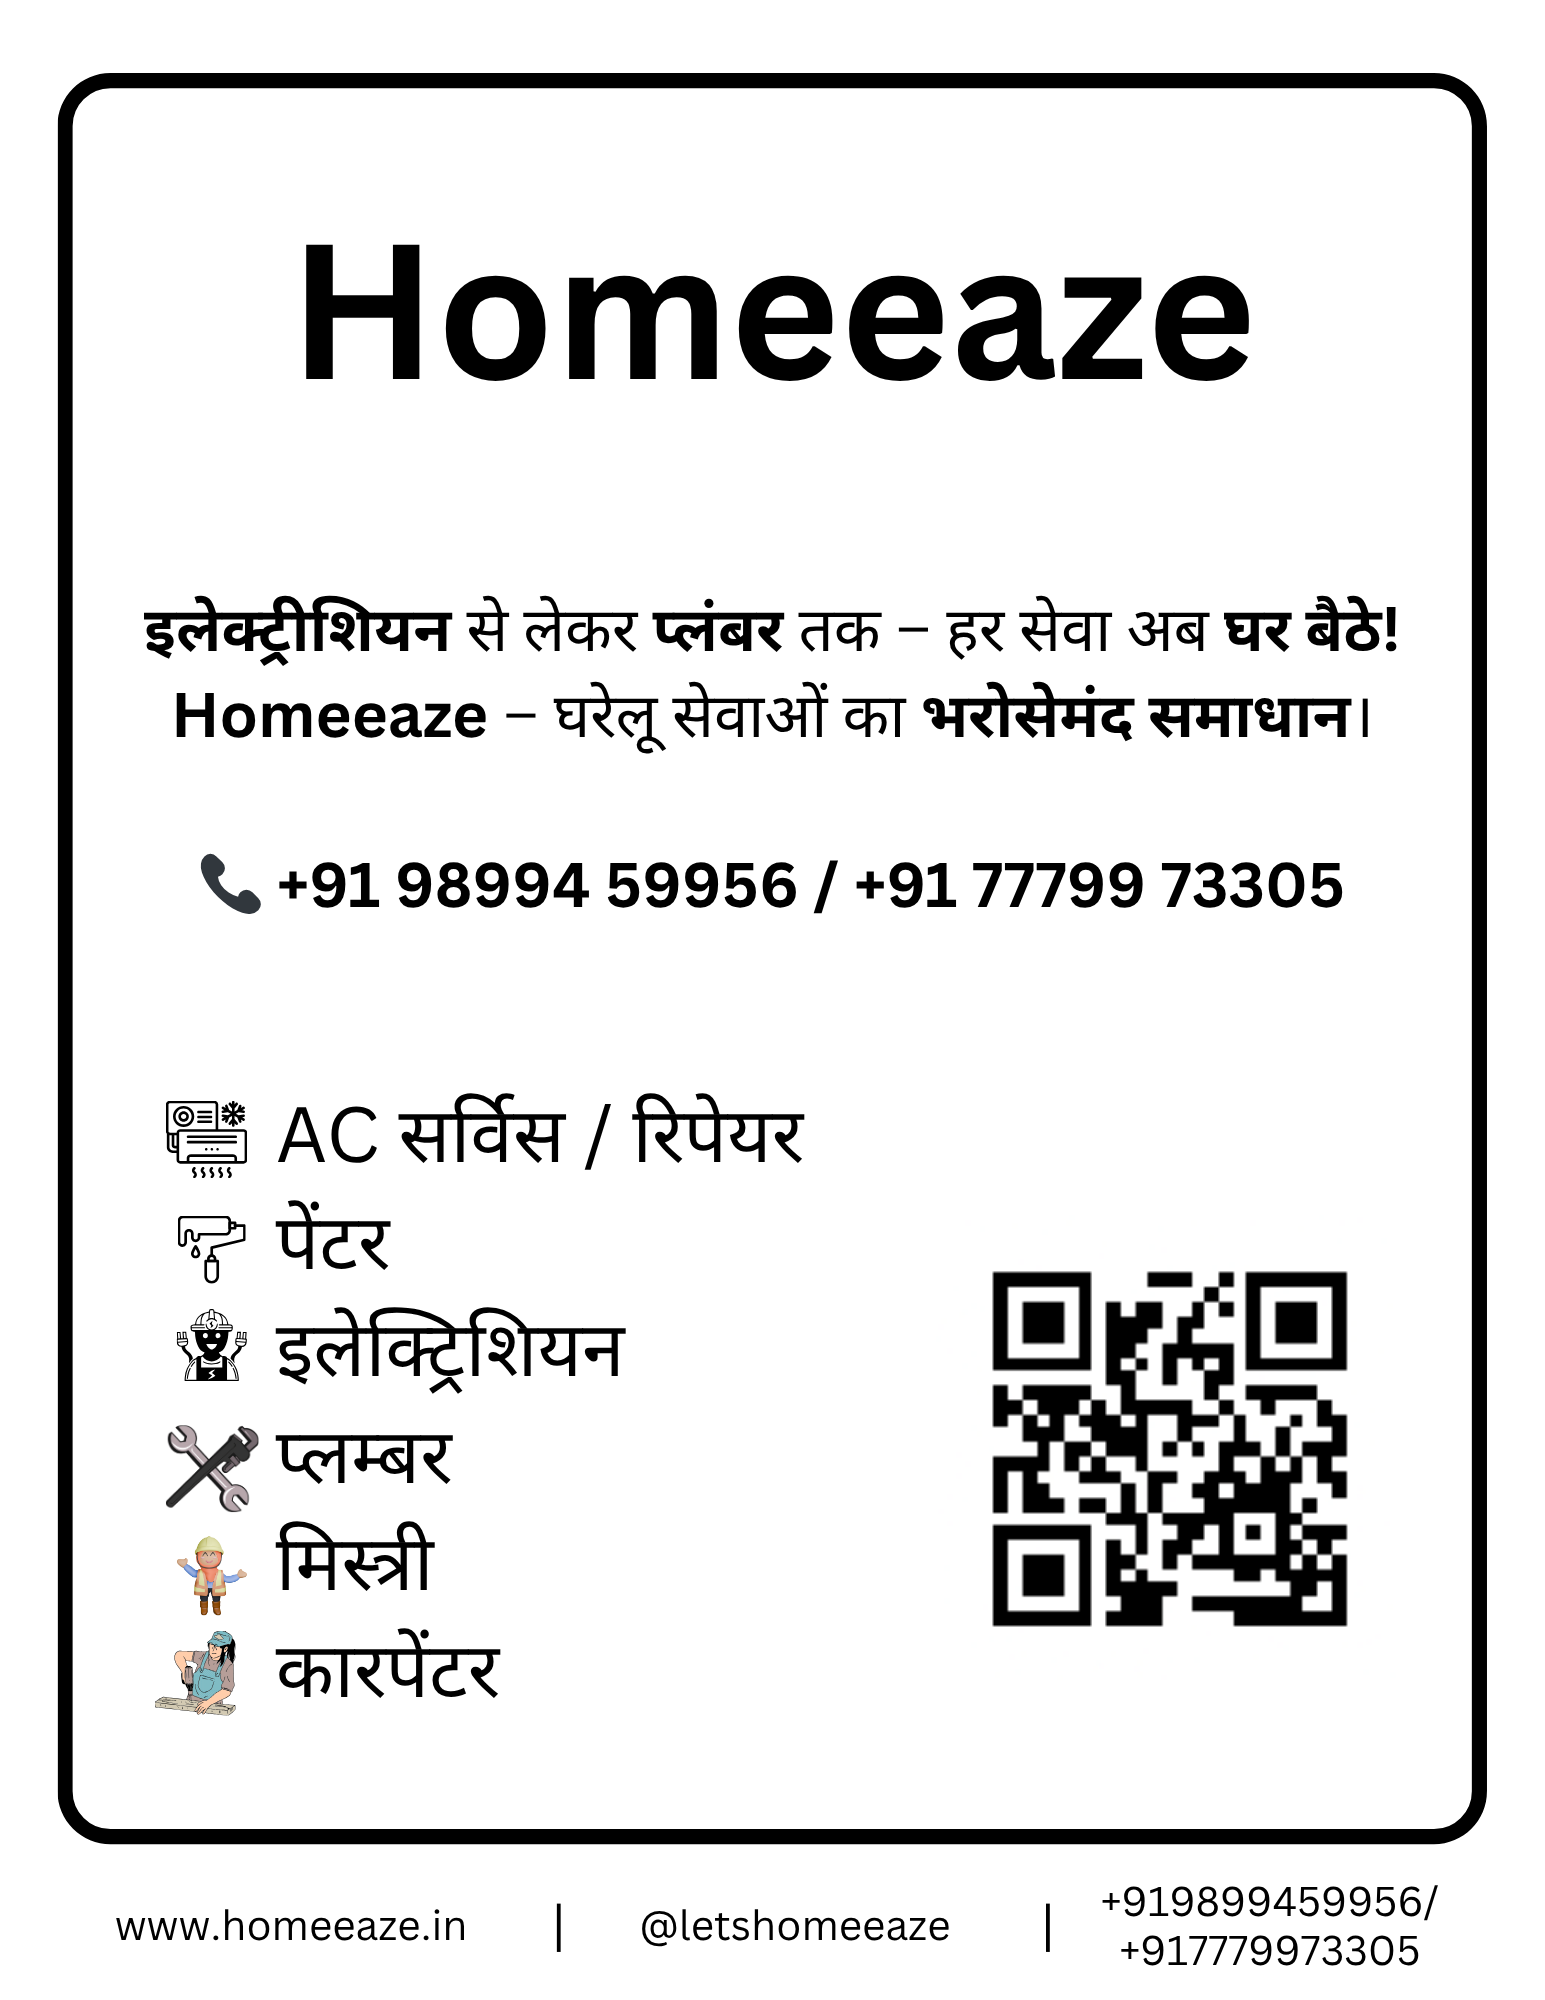 Homeeaze
इलेक्ट्रीशियन से लेकर प्लंबर तक – हर सेवा अब घर बैठे!
Homeeaze – घरेलू सेवाओं का भरोसेमंद समाधान।
+91 98994 59956 / +91 77799 73305
AC सर्विस / रिपेयर
पेंटर
इलेक्ट्रिशियन
प्लम्बर
मिस्त्री
कारपेंटर
www.homeeaze.in | @letshomeeaze | +919899459956/
+917779973305